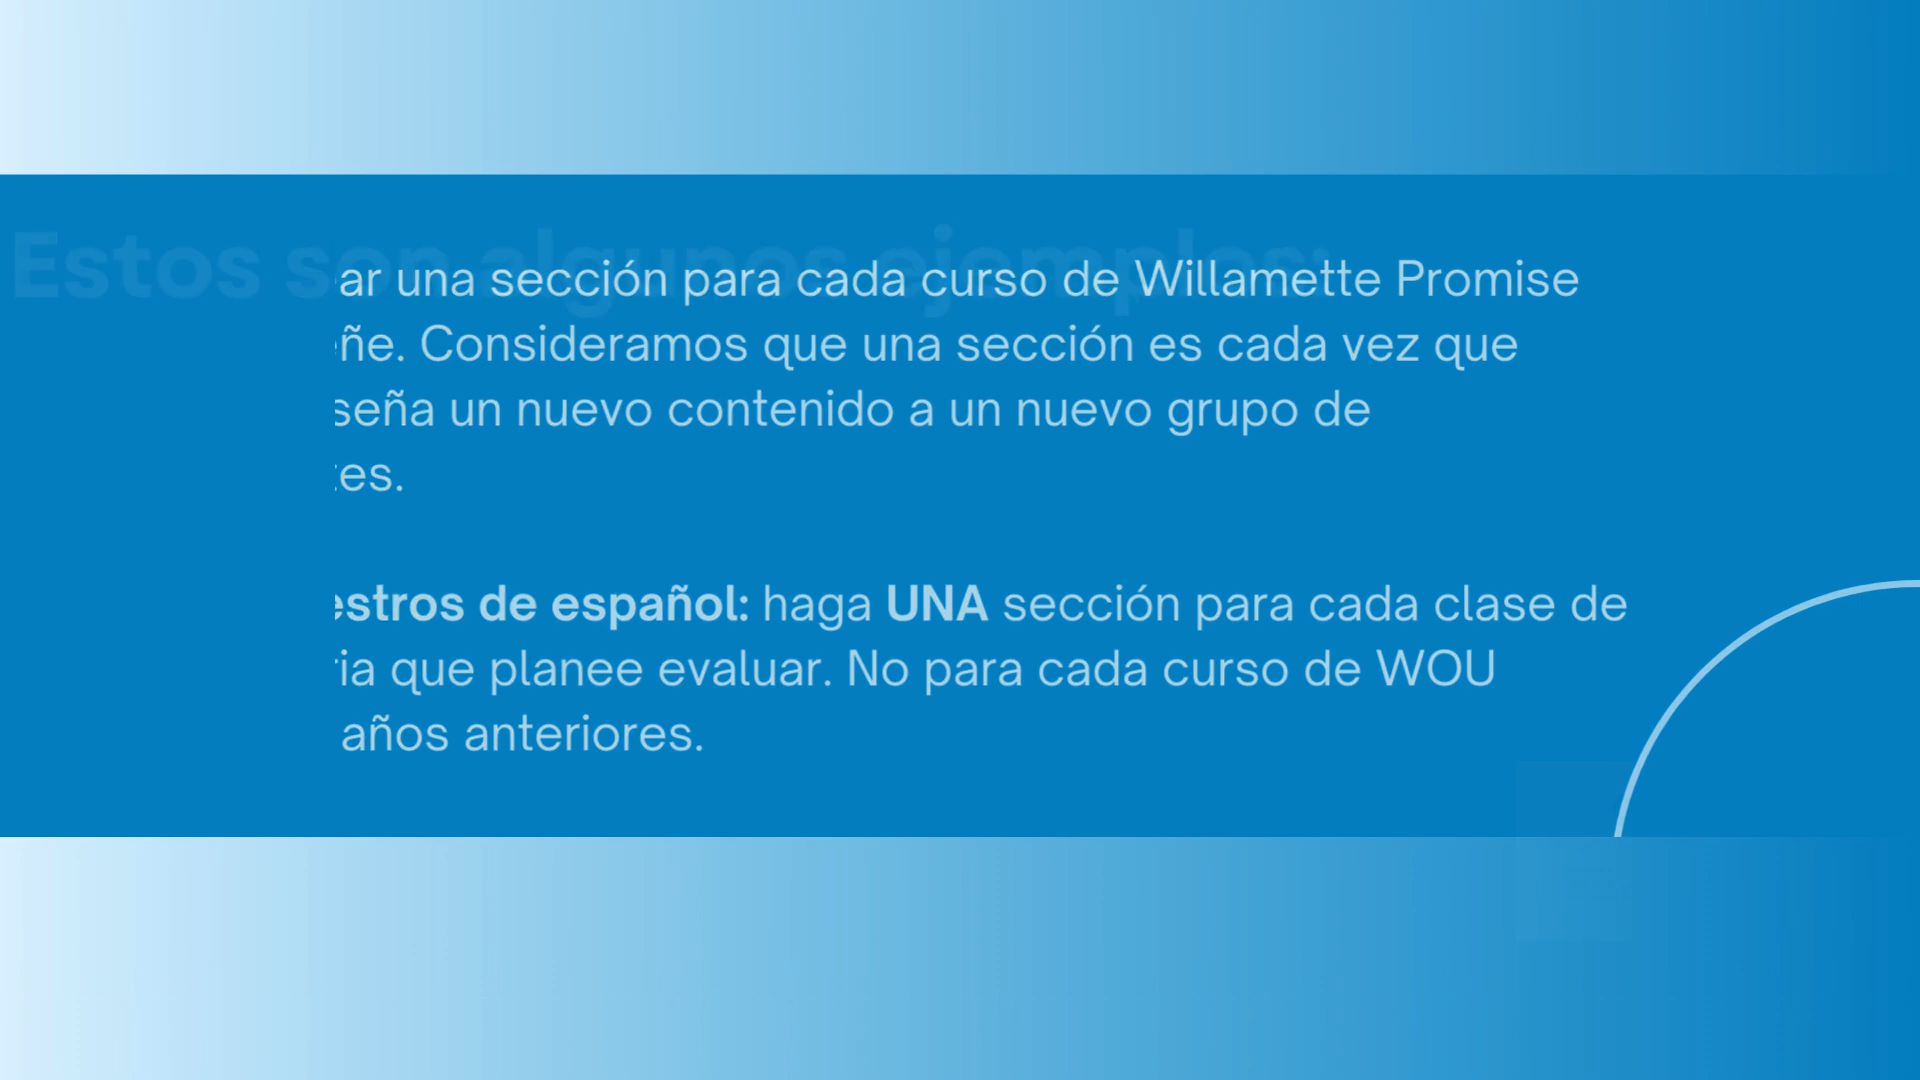 Estos son algunos ejemplos:
ar una sección para cada curso de Willamette Promise
ñe. Consideramos que una sección es cada vez que
seña un nuevo contenido a un nuevo grupo de
es.
estros de español: haga UNA sección para cada clase de
ia que planee evaluar. No para cada curso de WOU
años anteriores.